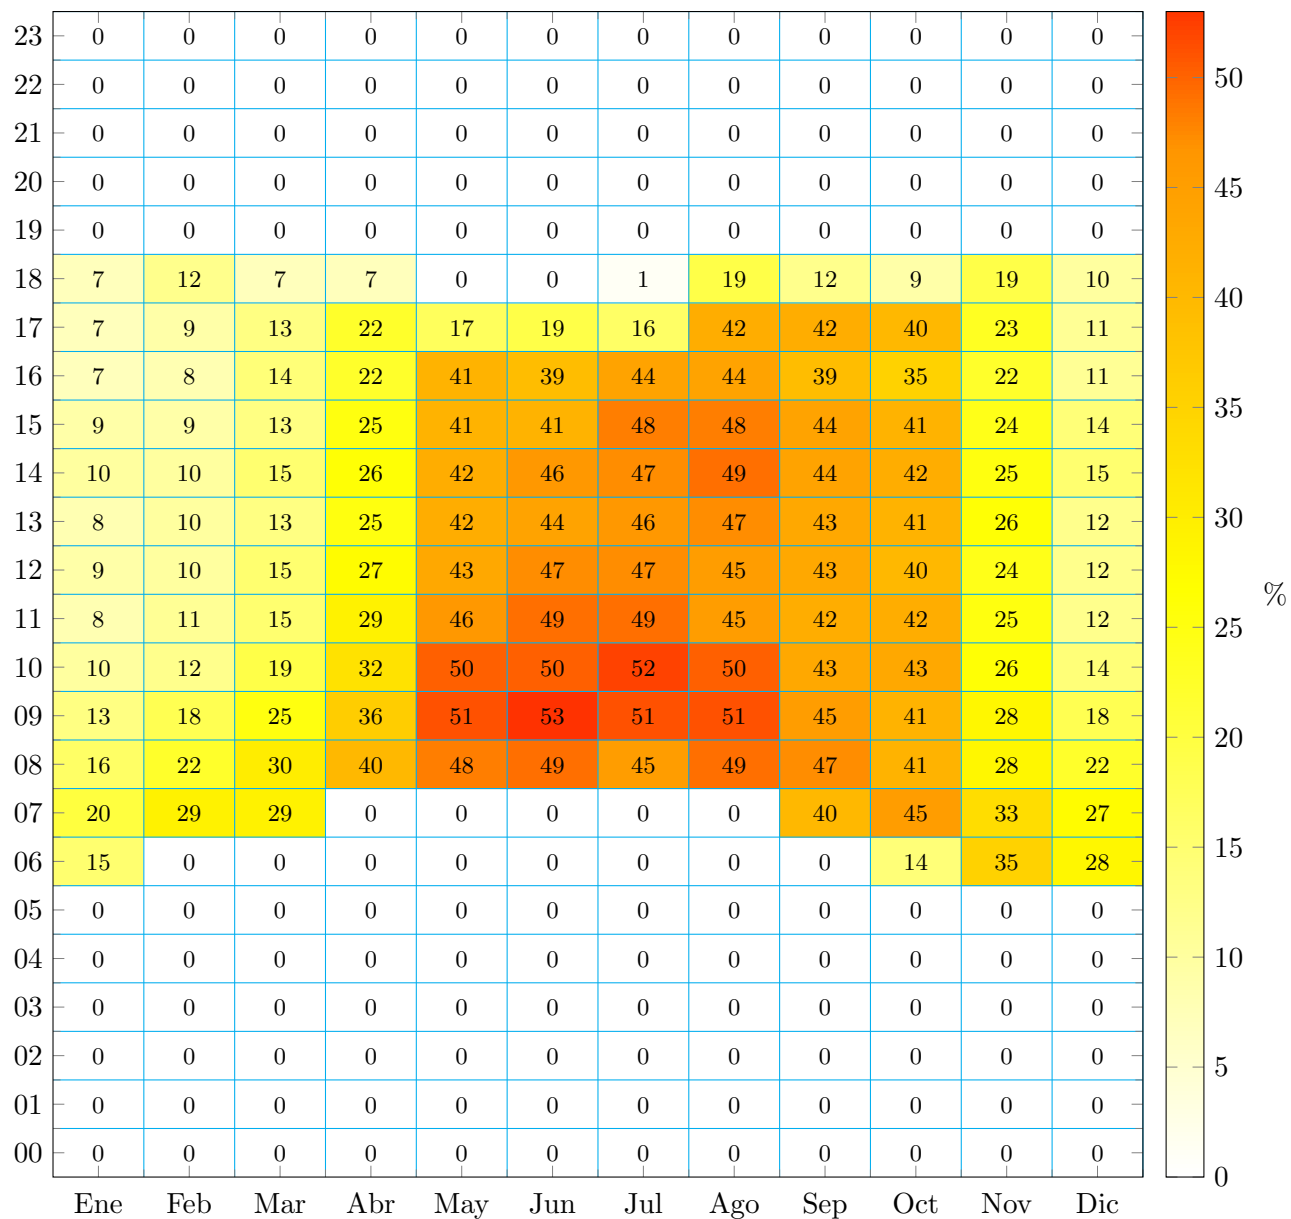 23 0 0 0 0 0 0 0 0 0 0 0 0
22 0 0 0 0 0 0 0 0 0 0 0 0
21 0 0 0 0 0 0 0 0 0 0 0 0
20 0 0 0 0 0 0 0 0 0 0 0 0
19 0 0 0 0 0 0 0 0 0 0 0 0
18 7 12 7 7 0 0 1 19 12 9 19 10
17 7 9 13 22 17 19 16 42 42 40 23 11
16 7 8 14 22 41 39 44 44 39 35 22 11
15 9 9 13 25 41 41 48 48 44 41 24 14
14 10 10 15 26 42 46 47 49 44 42 25 15
13 8 10 13 25 42 44 46 47 43 41 26 12
12 9 10 15 27 43 47 47 45 43 40 24 12
11 8 11 15 29 46 49 49 45 42 42 25 12
10 10 12 19 32 50 50 52 50 43 43 26 14
09 13 18 25 36 51 53 51 51 45 41 28 18
08 16 22 30 40 48 49 45 49 47 41 28 22
07 20 29 29 0 0 0 0 0 40 45 33 27
06 15 0 0 0 0 0 0 0 0 14 35 28
05 0 0 0 0 0 0 0 0 0 0 0 0
04 0 0 0 0 0 0 0 0 0 0 0 0
03 0 0 0 0 0 0 0 0 0 0 0 0
02 0 0 0 0 0 0 0 0 0 0 0 0
01 0 0 0 0 0 0 0 0 0 0 0 0
00 0 0 0 0 0 0 0 0 0 0 0 0
Ene Feb Mar Abr May Jun Jul Ago Sep Oct Nov Dic
50
45
40
35
30
25
20
15
10
5
0
%